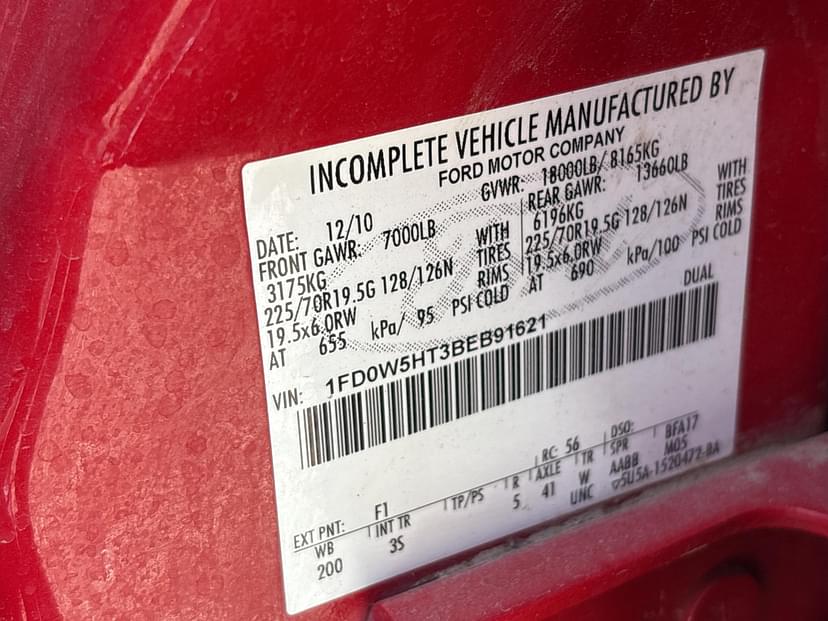 INCOMPLETE VEHICLE MANUFACTURED BY
FORD MOTOR COMPANY
DATE: 12/10 GVWR: 18000LB/ 8165KG
FRONT GAWR: 7000LB REAR GAWR: 13660LB
3175KG WITH 6196KG WITH
225/70R19.5G 128/126N TIRES 225/70R19.5G 128/126N TIRES
19.5x6.0RW RIMS 19.5x6.0RW RIMS
AT 655 kPa/ 95 PSI COLD AT 690 kPa/100 PSI COLD
DUAL
VIN: 1FD0W5HT3BEB91621
EXT PNT: F1 RC: 56 DSO:
WB INT TR TP/PS R AXLE TR SPR BFA17
200 3S 5 41 W AABB M05
UNC ▽5U5A-1520472-BA